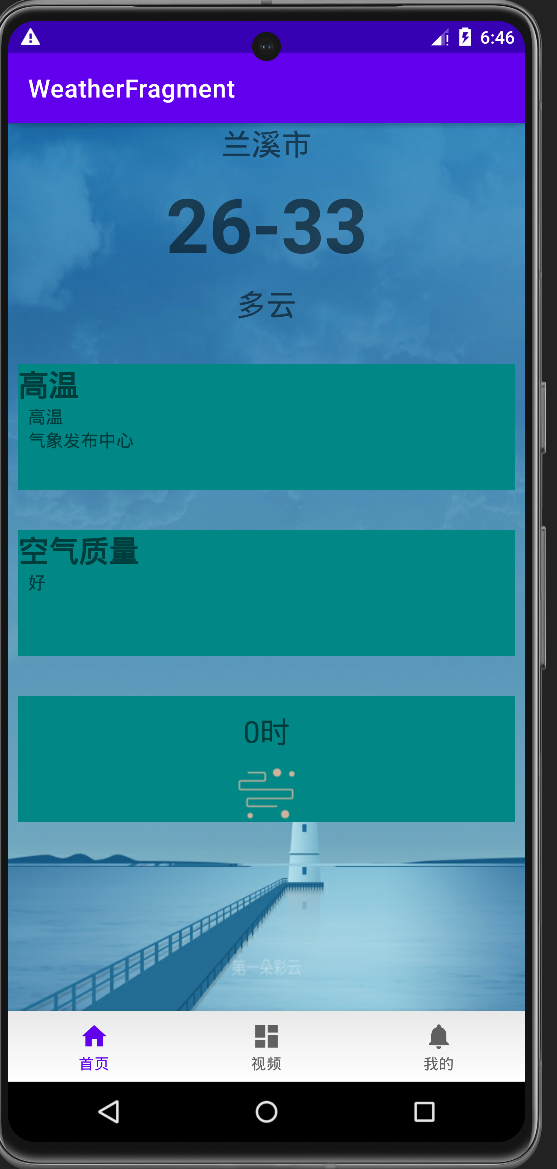 6:46
WeatherFragment
兰溪市
26-33
多云
高温
高温
气象发布中心
空气质量
好
0时
第一朵彩云
首页 视频 我的